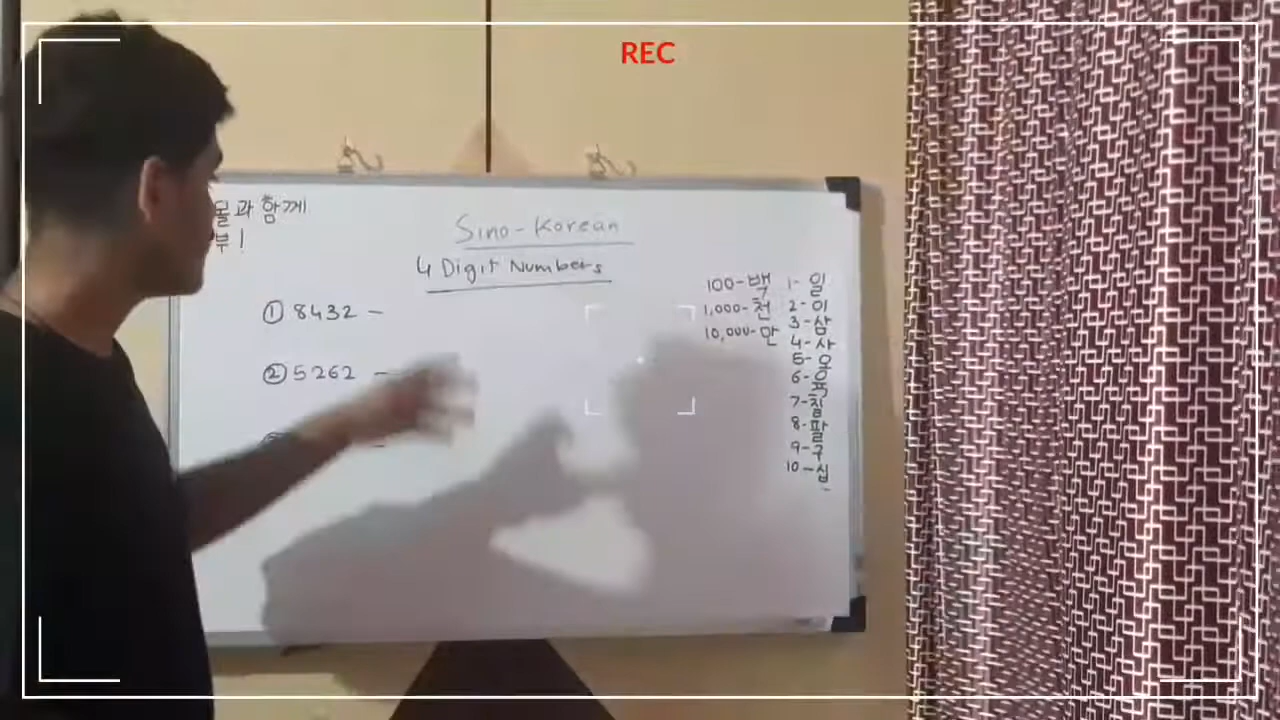 REC
과 함께
부!
Sino-Korean
4 Digit Numbers
① 8432 -
② 5262 -
100-백
1,000-천
10,000-만
1-일
2-이
3-삼
4-사
5-오
6-육
7-칠
8-팔
9-구
10-십